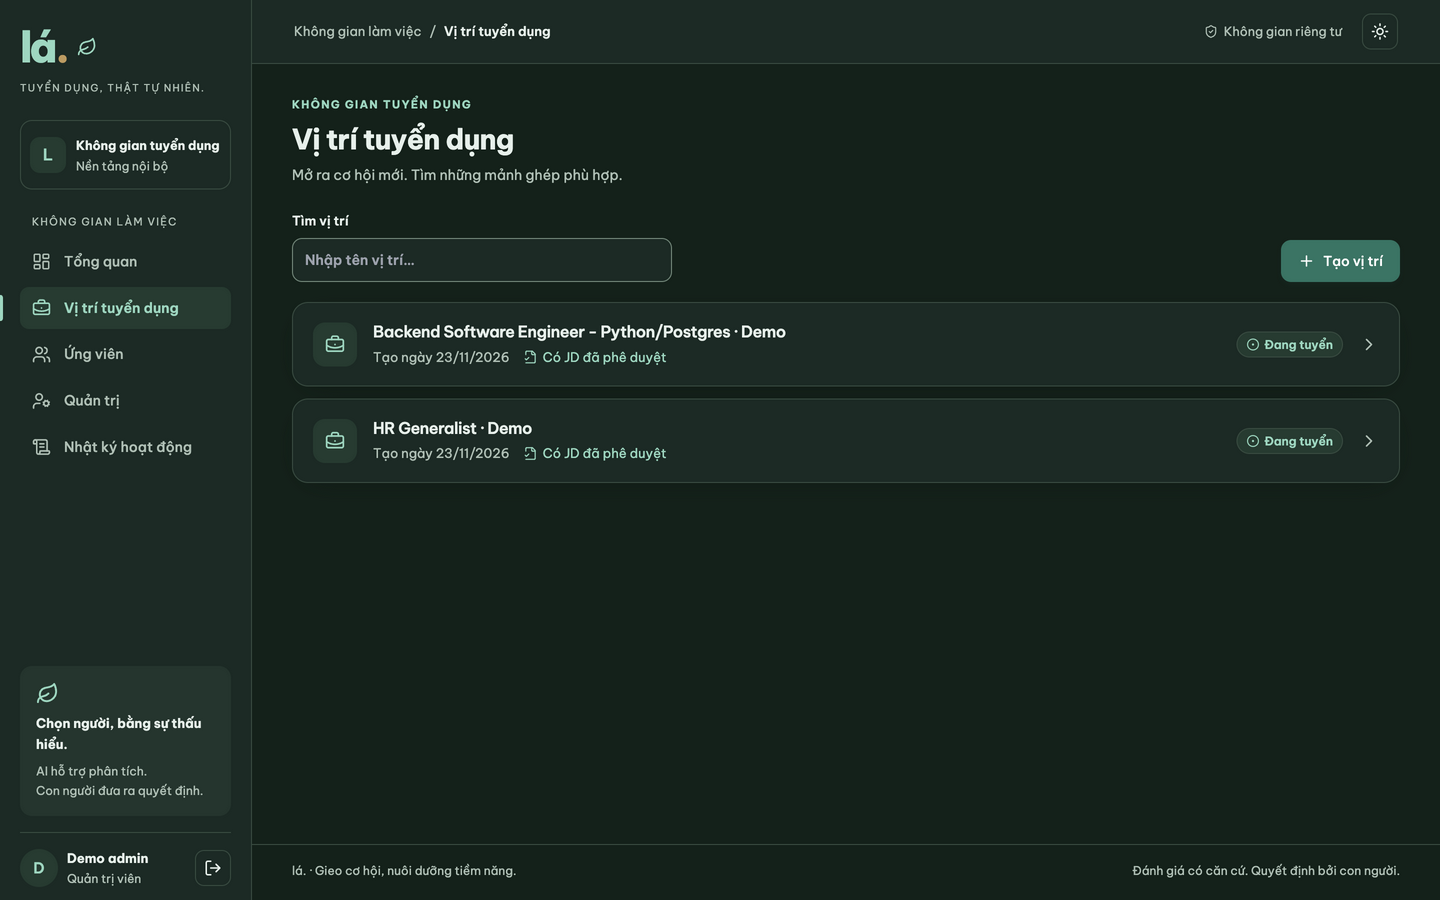 lá.
TUYỂN DỤNG, THẬT TỰ NHIÊN.
L
Không gian tuyển dụng
Nền tảng nội bộ
KHÔNG GIAN LÀM VIỆC
Tổng quan
Vị trí tuyển dụng
Ứng viên
Quản trị
Nhật ký hoạt động
Chọn người, bằng sự thấu
hiểu.
AI hỗ trợ phân tích.
Con người đưa ra quyết định.
D
Demo admin
Quản trị viên
Không gian làm việc / Vị trí tuyển dụng
Không gian riêng tư
KHÔNG GIAN TUYỂN DỤNG
Vị trí tuyển dụng
Mở ra cơ hội mới. Tìm những mảnh ghép phù hợp.
Tìm vị trí
Nhập tên vị trí...
+ Tạo vị trí
Backend Software Engineer - Python/Postgres · Demo
Tạo ngày 23/11/2026 Có JD đã phê duyệt
Đang tuyển
HR Generalist · Demo
Tạo ngày 23/11/2026 Có JD đã phê duyệt
Đang tuyển
lá. · Gieo cơ hội, nuôi dưỡng tiềm năng.
Đánh giá có căn cứ. Quyết định bởi con người.